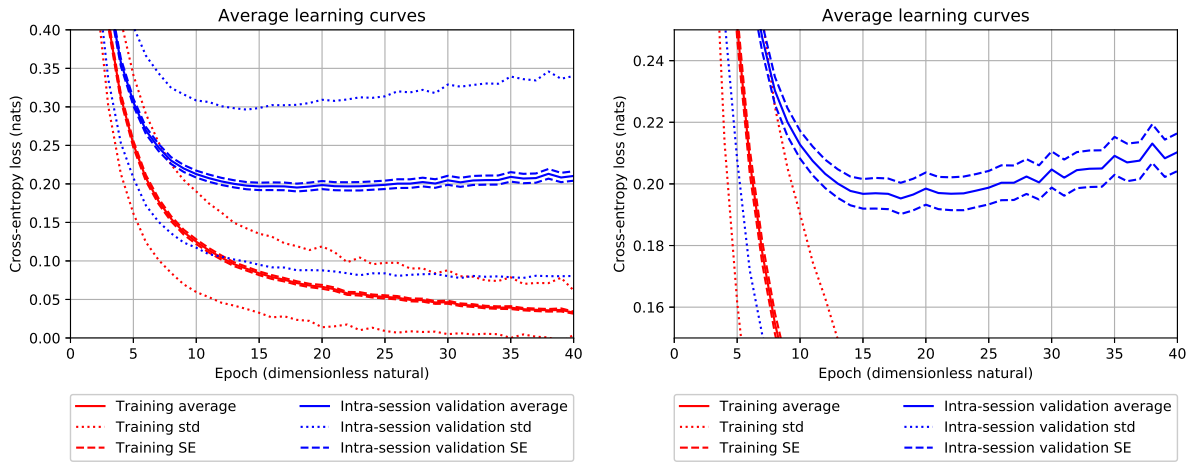 Average learning curves
Cross-entropy loss (nats)
0.40
0.35
0.30
0.25
0.20
0.15
0.10
0.05
0.00
0 5 10 15 20 25 30 35 40
Epoch (dimensionless natural)
Training average
Training std
Training SE
Intra-session validation average
Intra-session validation std
Intra-session validation SE
Average learning curves
Cross-entropy loss (nats)
0.24
0.22
0.20
0.18
0.16
0 5 10 15 20 25 30 35 40
Epoch (dimensionless natural)
Training average
Training std
Training SE
Intra-session validation average
Intra-session validation std
Intra-session validation SE